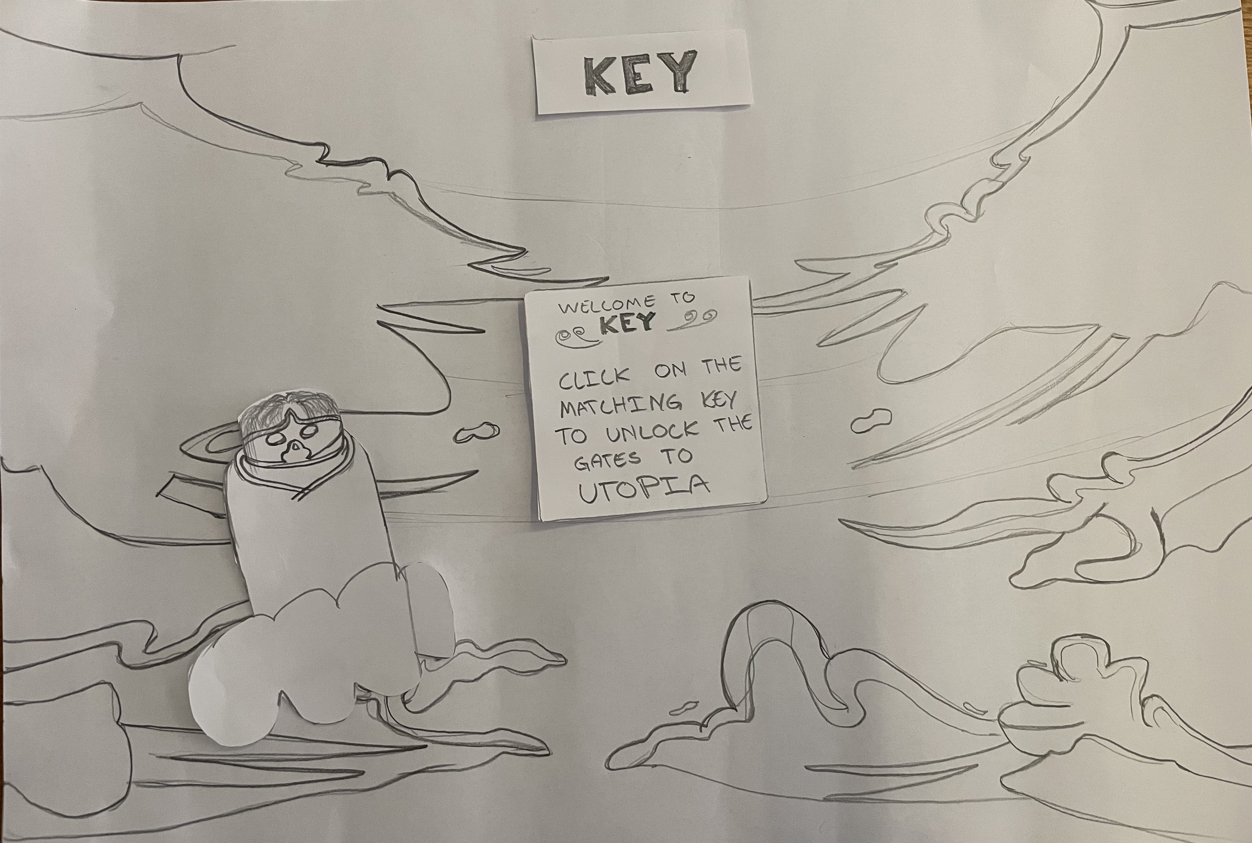 KEY
WELCOME TO
KEY
CLICK ON THE
MATCHING KEY
TO UNLOCK THE
GATES TO
UTOPIA